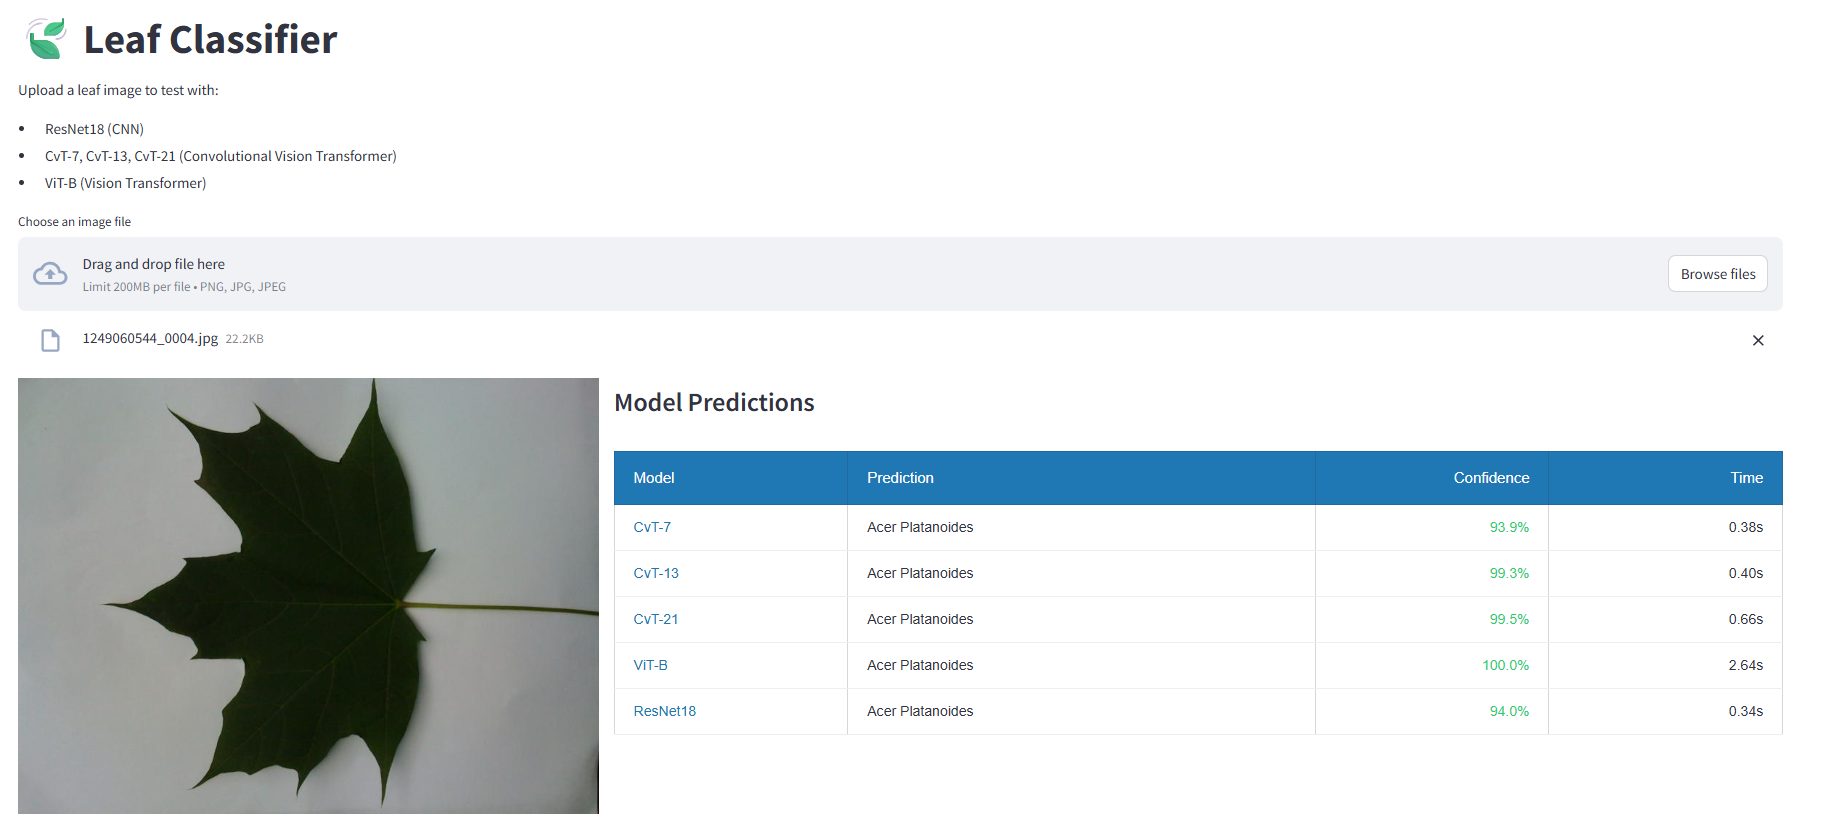 Leaf Classifier
Upload a leaf image to test with:
• ResNet18 (CNN)
• CvT-7, CvT-13, CvT-21 (Convolutional Vision Transformer)
• ViT-B (Vision Transformer)
Choose an image file
Drag and drop file here
Limit 200MB per file • PNG, JPG, JPEG
Browse files
1249060544_0004.jpg 22.2KB
Model Predictions
Model Prediction Confidence Time
CvT-7 Acer Platanoides 93.9% 0.38s
CvT-13 Acer Platanoides 99.3% 0.40s
CvT-21 Acer Platanoides 99.5% 0.66s
ViT-B Acer Platanoides 100.0% 2.64s
ResNet18 Acer Platanoides 94.0% 0.34s